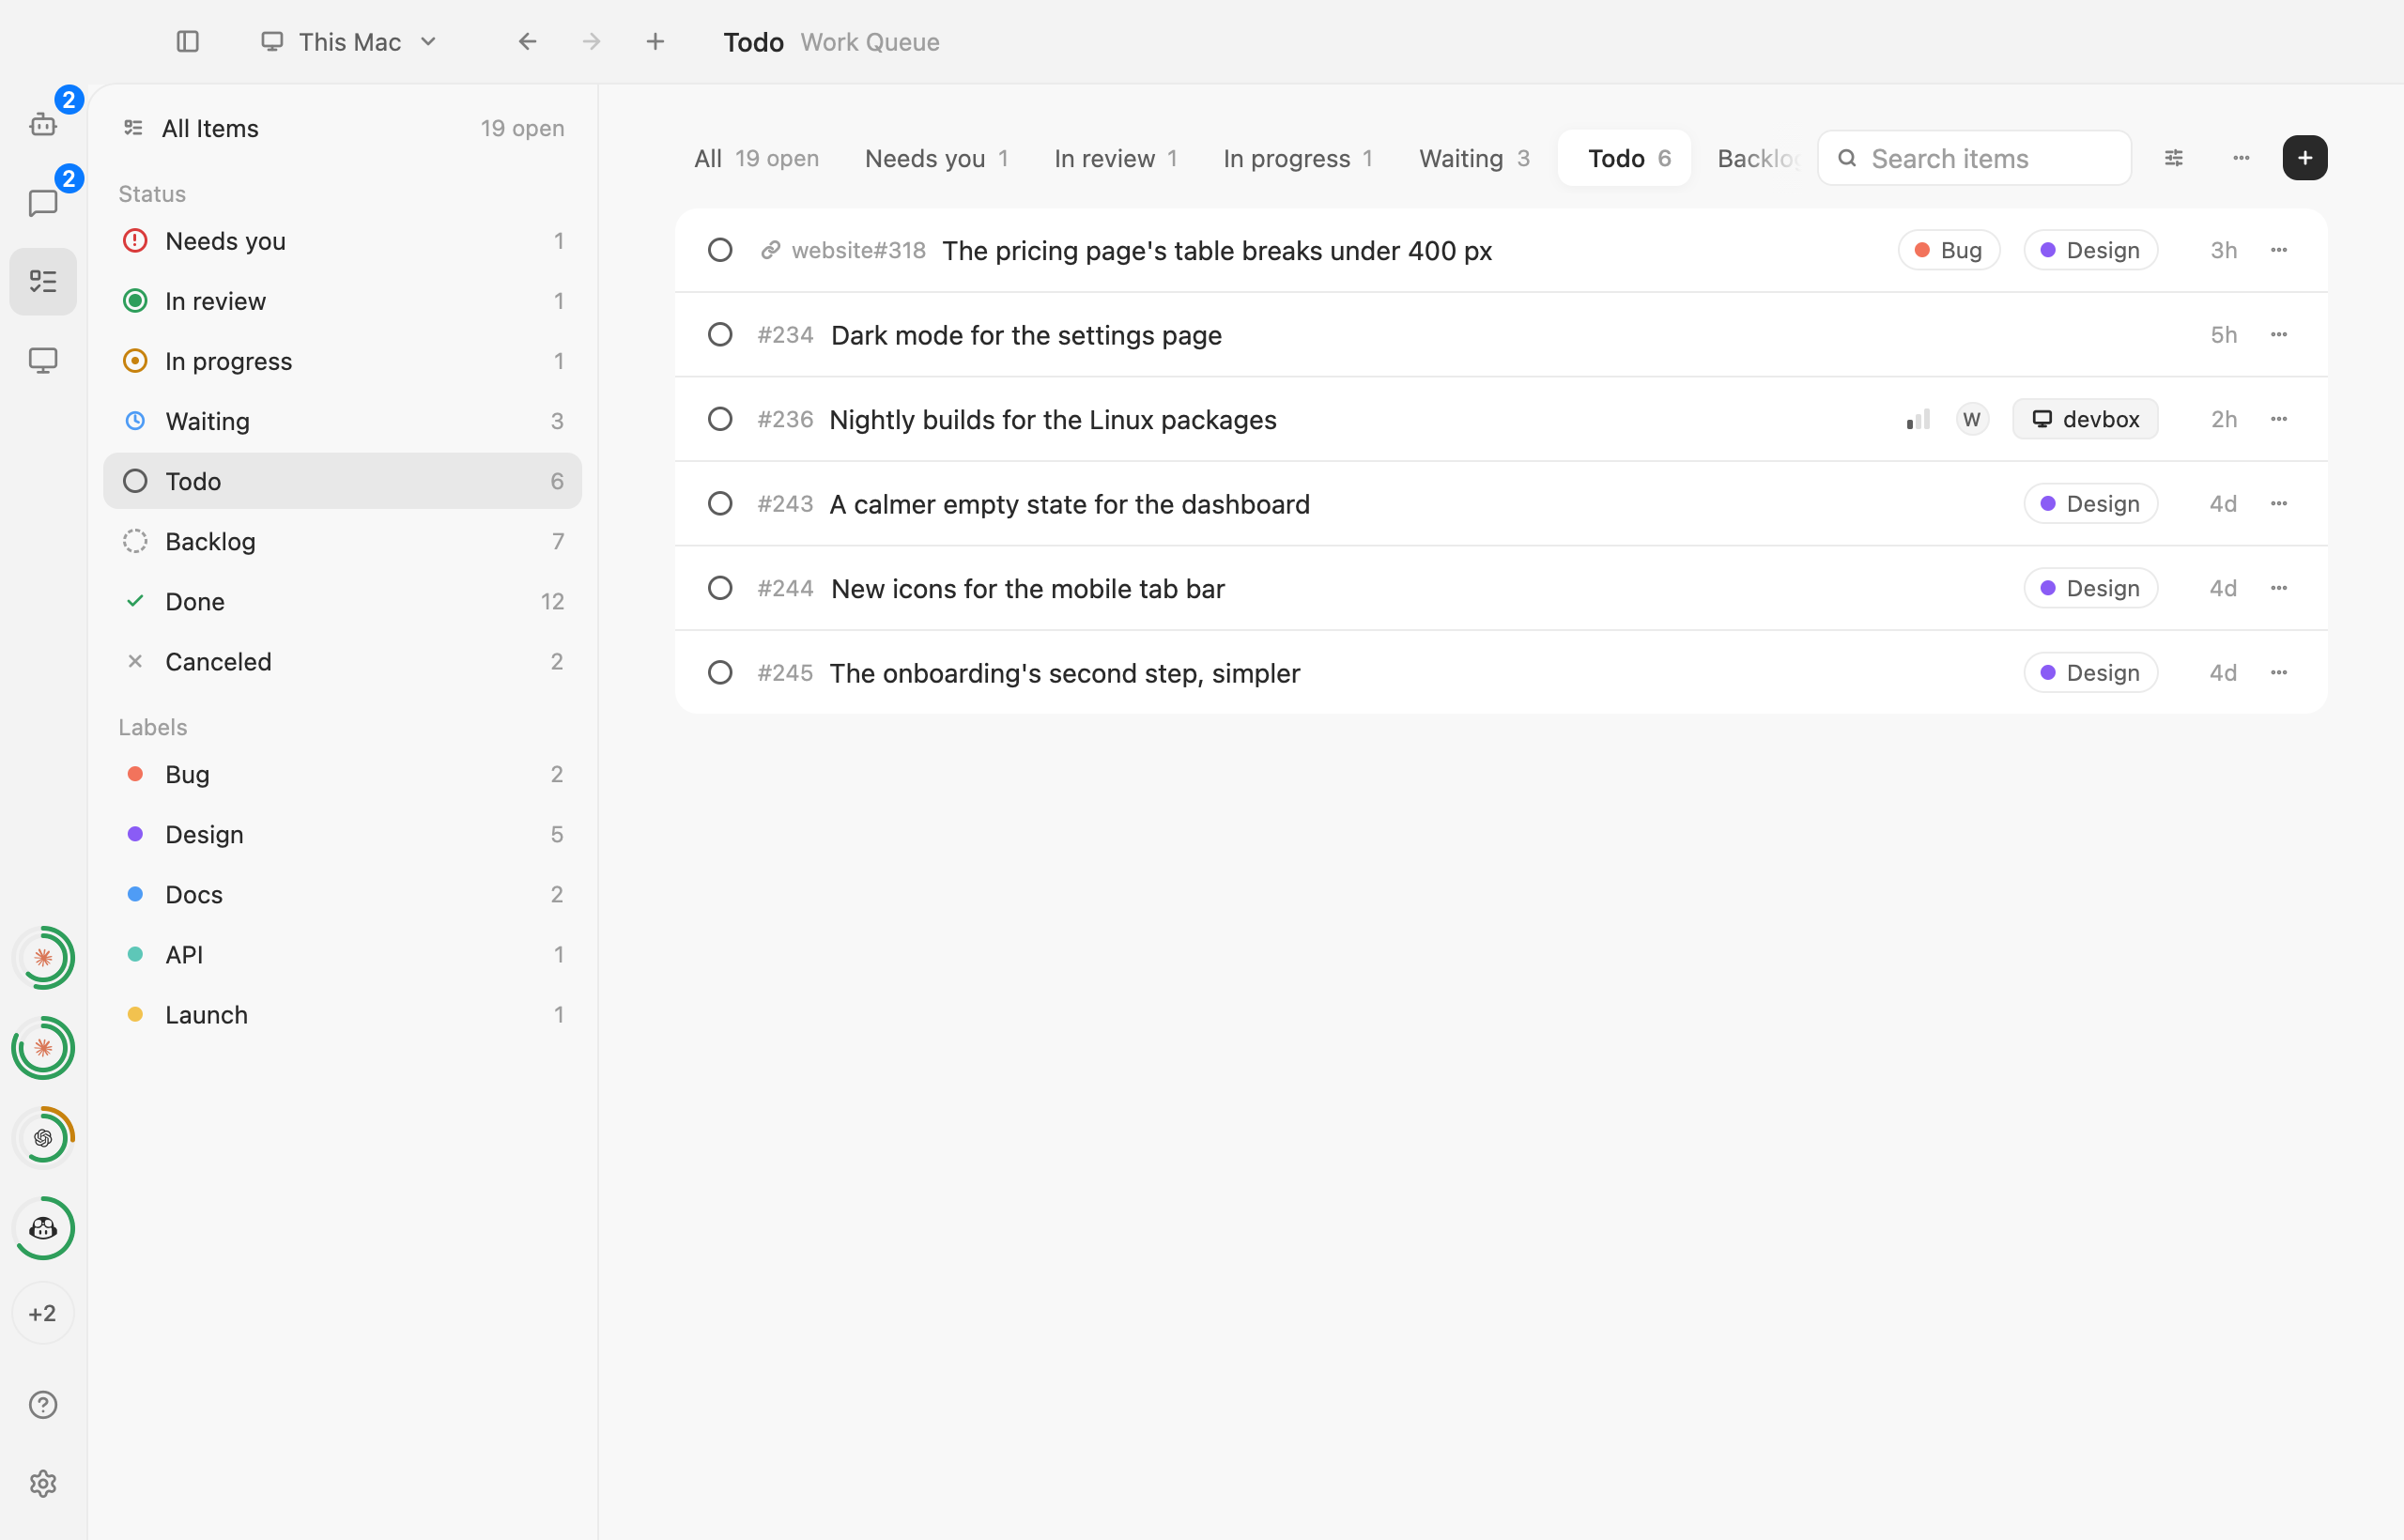 This Mac
Todo Work Queue
2
2
All Items 19 open
Status
Needs you 1
In review 1
In progress 1
Waiting 3
Todo 6
Backlog 7
Done 12
Canceled 2
Labels
Bug 2
Design 5
Docs 2
API 1
Launch 1
+2
All 19 open Needs you 1 In review 1 In progress 1 Waiting 3 Todo 6 Backlog Search items
website#318 The pricing page's table breaks under 400 px Bug Design 3h
#234 Dark mode for the settings page 5h
#236 Nightly builds for the Linux packages W devbox 2h
#243 A calmer empty state for the dashboard Design 4d
#244 New icons for the mobile tab bar Design 4d
#245 The onboarding's second step, simpler Design 4d